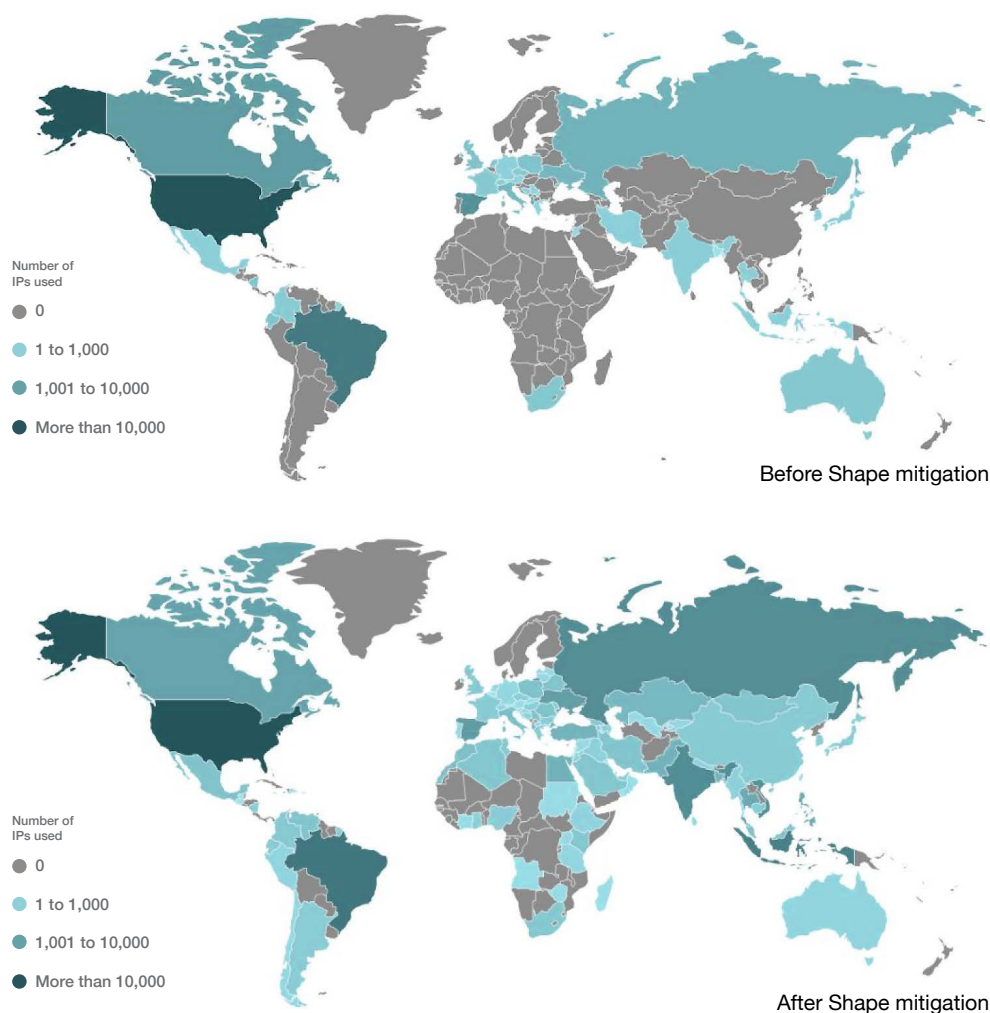 Number of
IPs used
0
1 to 1,000
1,001 to 10,000
More than 10,000
Before Shape mitigation
Number of
IPs used
0
1 to 1,000
1,001 to 10,000
More than 10,000
After Shape mitigation